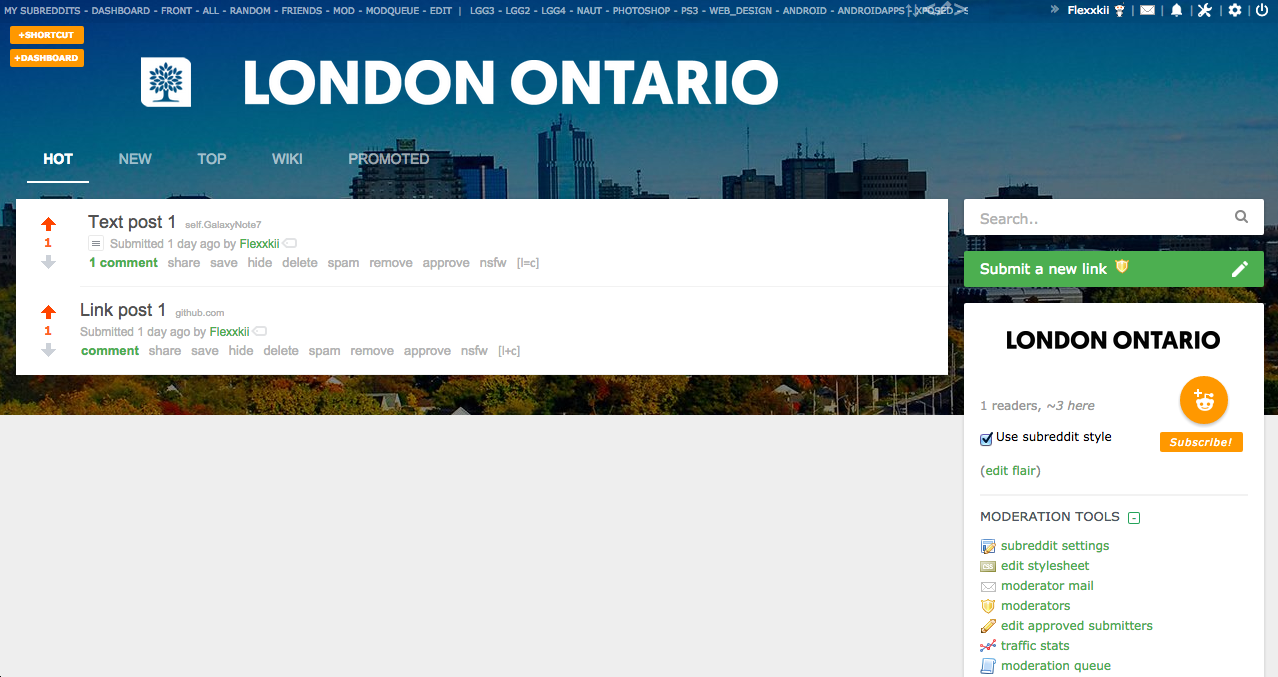 MY SUBREDDITS - DASHBOARD - FRONT - ALL - RANDOM - FRIENDS - MOD - MODQUEUE - EDIT | LGG3 - LGG2 - LGG4 - NAUT - PHOTOSHOP - PS3 - WEB_DESIGN - ANDROID - ANDROIDAPPS - XPOSED - S
» Flexxkii | | | | |
+SHORTCUT
+DASHBOARD
LONDON ONTARIO
HOT NEW TOP WIKI PROMOTED
Text post 1 self.GalaxyNote7
1
Submitted 1 day ago by Flexxkii
1 comment share save hide delete spam remove approve nsfw [l=c]
Link post 1 github.com
1
Submitted 1 day ago by Flexxkii
comment share save hide delete spam remove approve nsfw [l+c]
Search..
Submit a new link
LONDON ONTARIO
1 readers, ~3 here
Use subreddit style
Subscribe!
(edit flair)
MODERATION TOOLS -
subreddit settings
CSS edit stylesheet
moderator mail
moderators
edit approved submitters
traffic stats
moderation queue